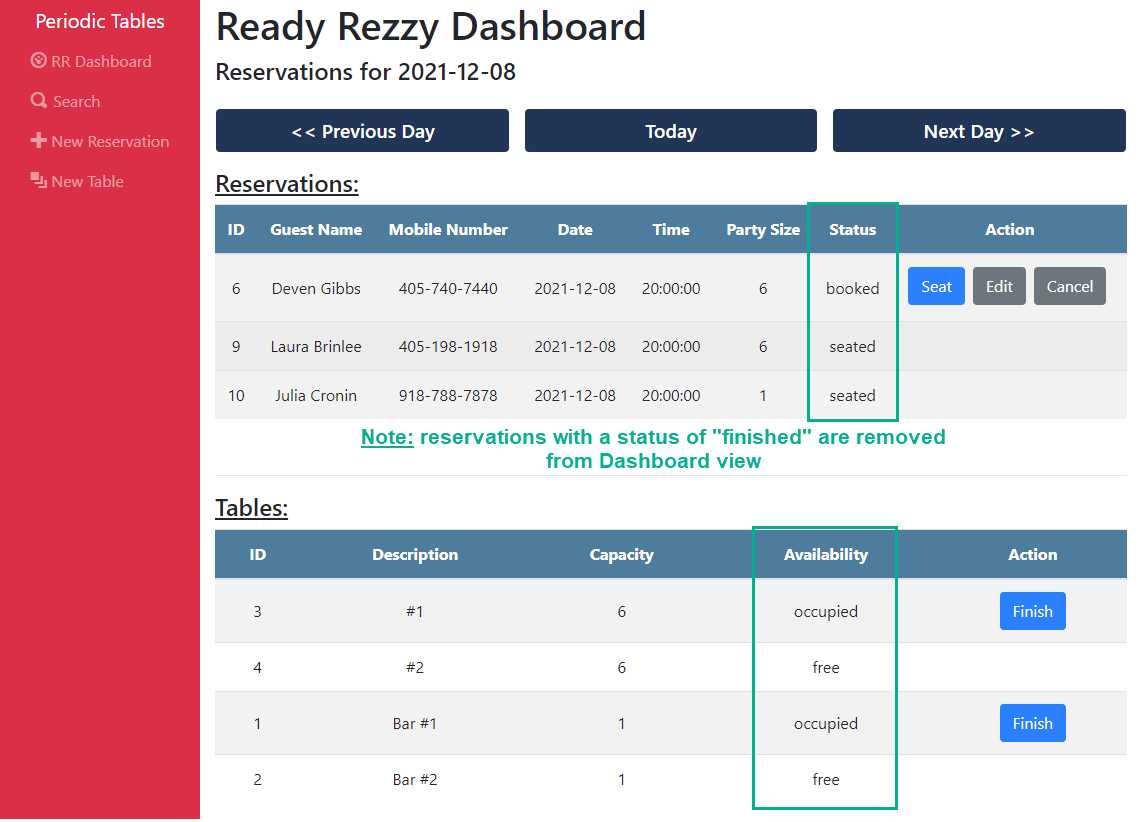 Periodic Tables
RR Dashboard
Search
New Reservation
New Table
Ready Rezzy Dashboard
Reservations for 2021-12-08
<< Previous Day Today Next Day >>
Reservations:
ID Guest Name Mobile Number Date Time Party Size Status Action
6 Deven Gibbs 405-740-7440 2021-12-08 20:00:00 6 booked Seat Edit Cancel
9 Laura Brinlee 405-198-1918 2021-12-08 20:00:00 6 seated
10 Julia Cronin 918-788-7878 2021-12-08 20:00:00 1 seated
Note: reservations with a status of "finished" are removed
from Dashboard view
Tables:
ID Description Capacity Availability Action
3 #1 6 occupied Finish
4 #2 6 free
1 Bar #1 1 occupied Finish
2 Bar #2 1 free